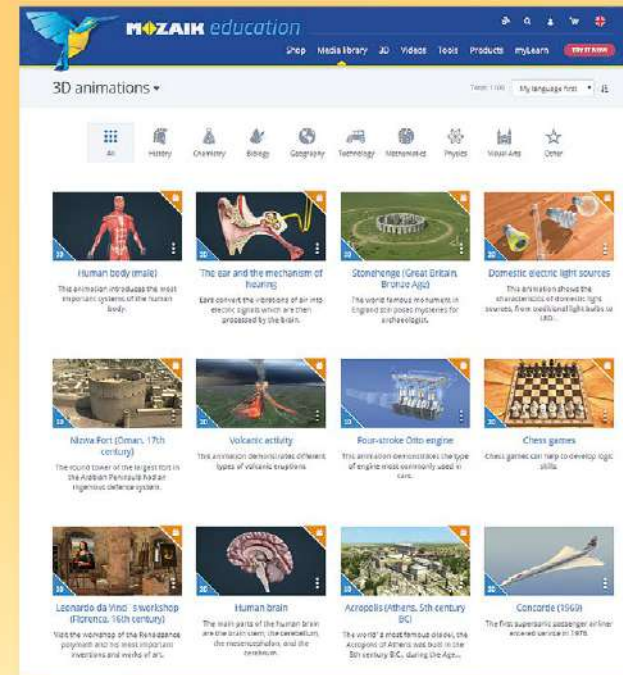 MOZAIK education
Shop Media library 3D Videos Tools Products myLearn TRY IT NOW
3D animations
My language first
All History Chemistry Biology Geography Technology Mathematics Physics Visual Arts Other
Human body (male)
This animation introduces the most
important systems of the human
body.
The ear and the mechanism of
hearing
Ears convert the vibrations of air into
electric signals which are then
processed by the brain.
Stonehenge (Great Britain,
Bronze Age)
The world famous monument in
England still poses mysteries for
archaeologist.
Domestic electric light sources
This animation shows the
characteristics of domestic light
sources, from traditional light bulbs to
LED...
Nizwa Fort (Oman, 17th
century)
The round tower of the largest fort in
the Arabian Peninsula had an
ingenious defence system.
Volcanic activity
This animation demonstrates different
types of volcanic eruptions.
Four-stroke Otto engine
This animation demonstrates the type
of engine most commonly used in
cars.
Chess games
Chess games can help to develop logic
skills.
Leonardo da Vinci s workshop
(Florence, 16th century)
Visit the workshop of the Renaissance
polymath and his most important
inventions and works of art.
Human brain
The main parts of the human brain
are the brain stem, the cerebellum,
the mesencephalon, and the
cerebrum.
Acropolis (Athens, 5th century
BC)
The world's most famous citadel, the
Acropolis of Athens was built in the
5th century BC, during the Age...
Concorde (1969)
The first supersonic passenger airliner
entered service in 1976.